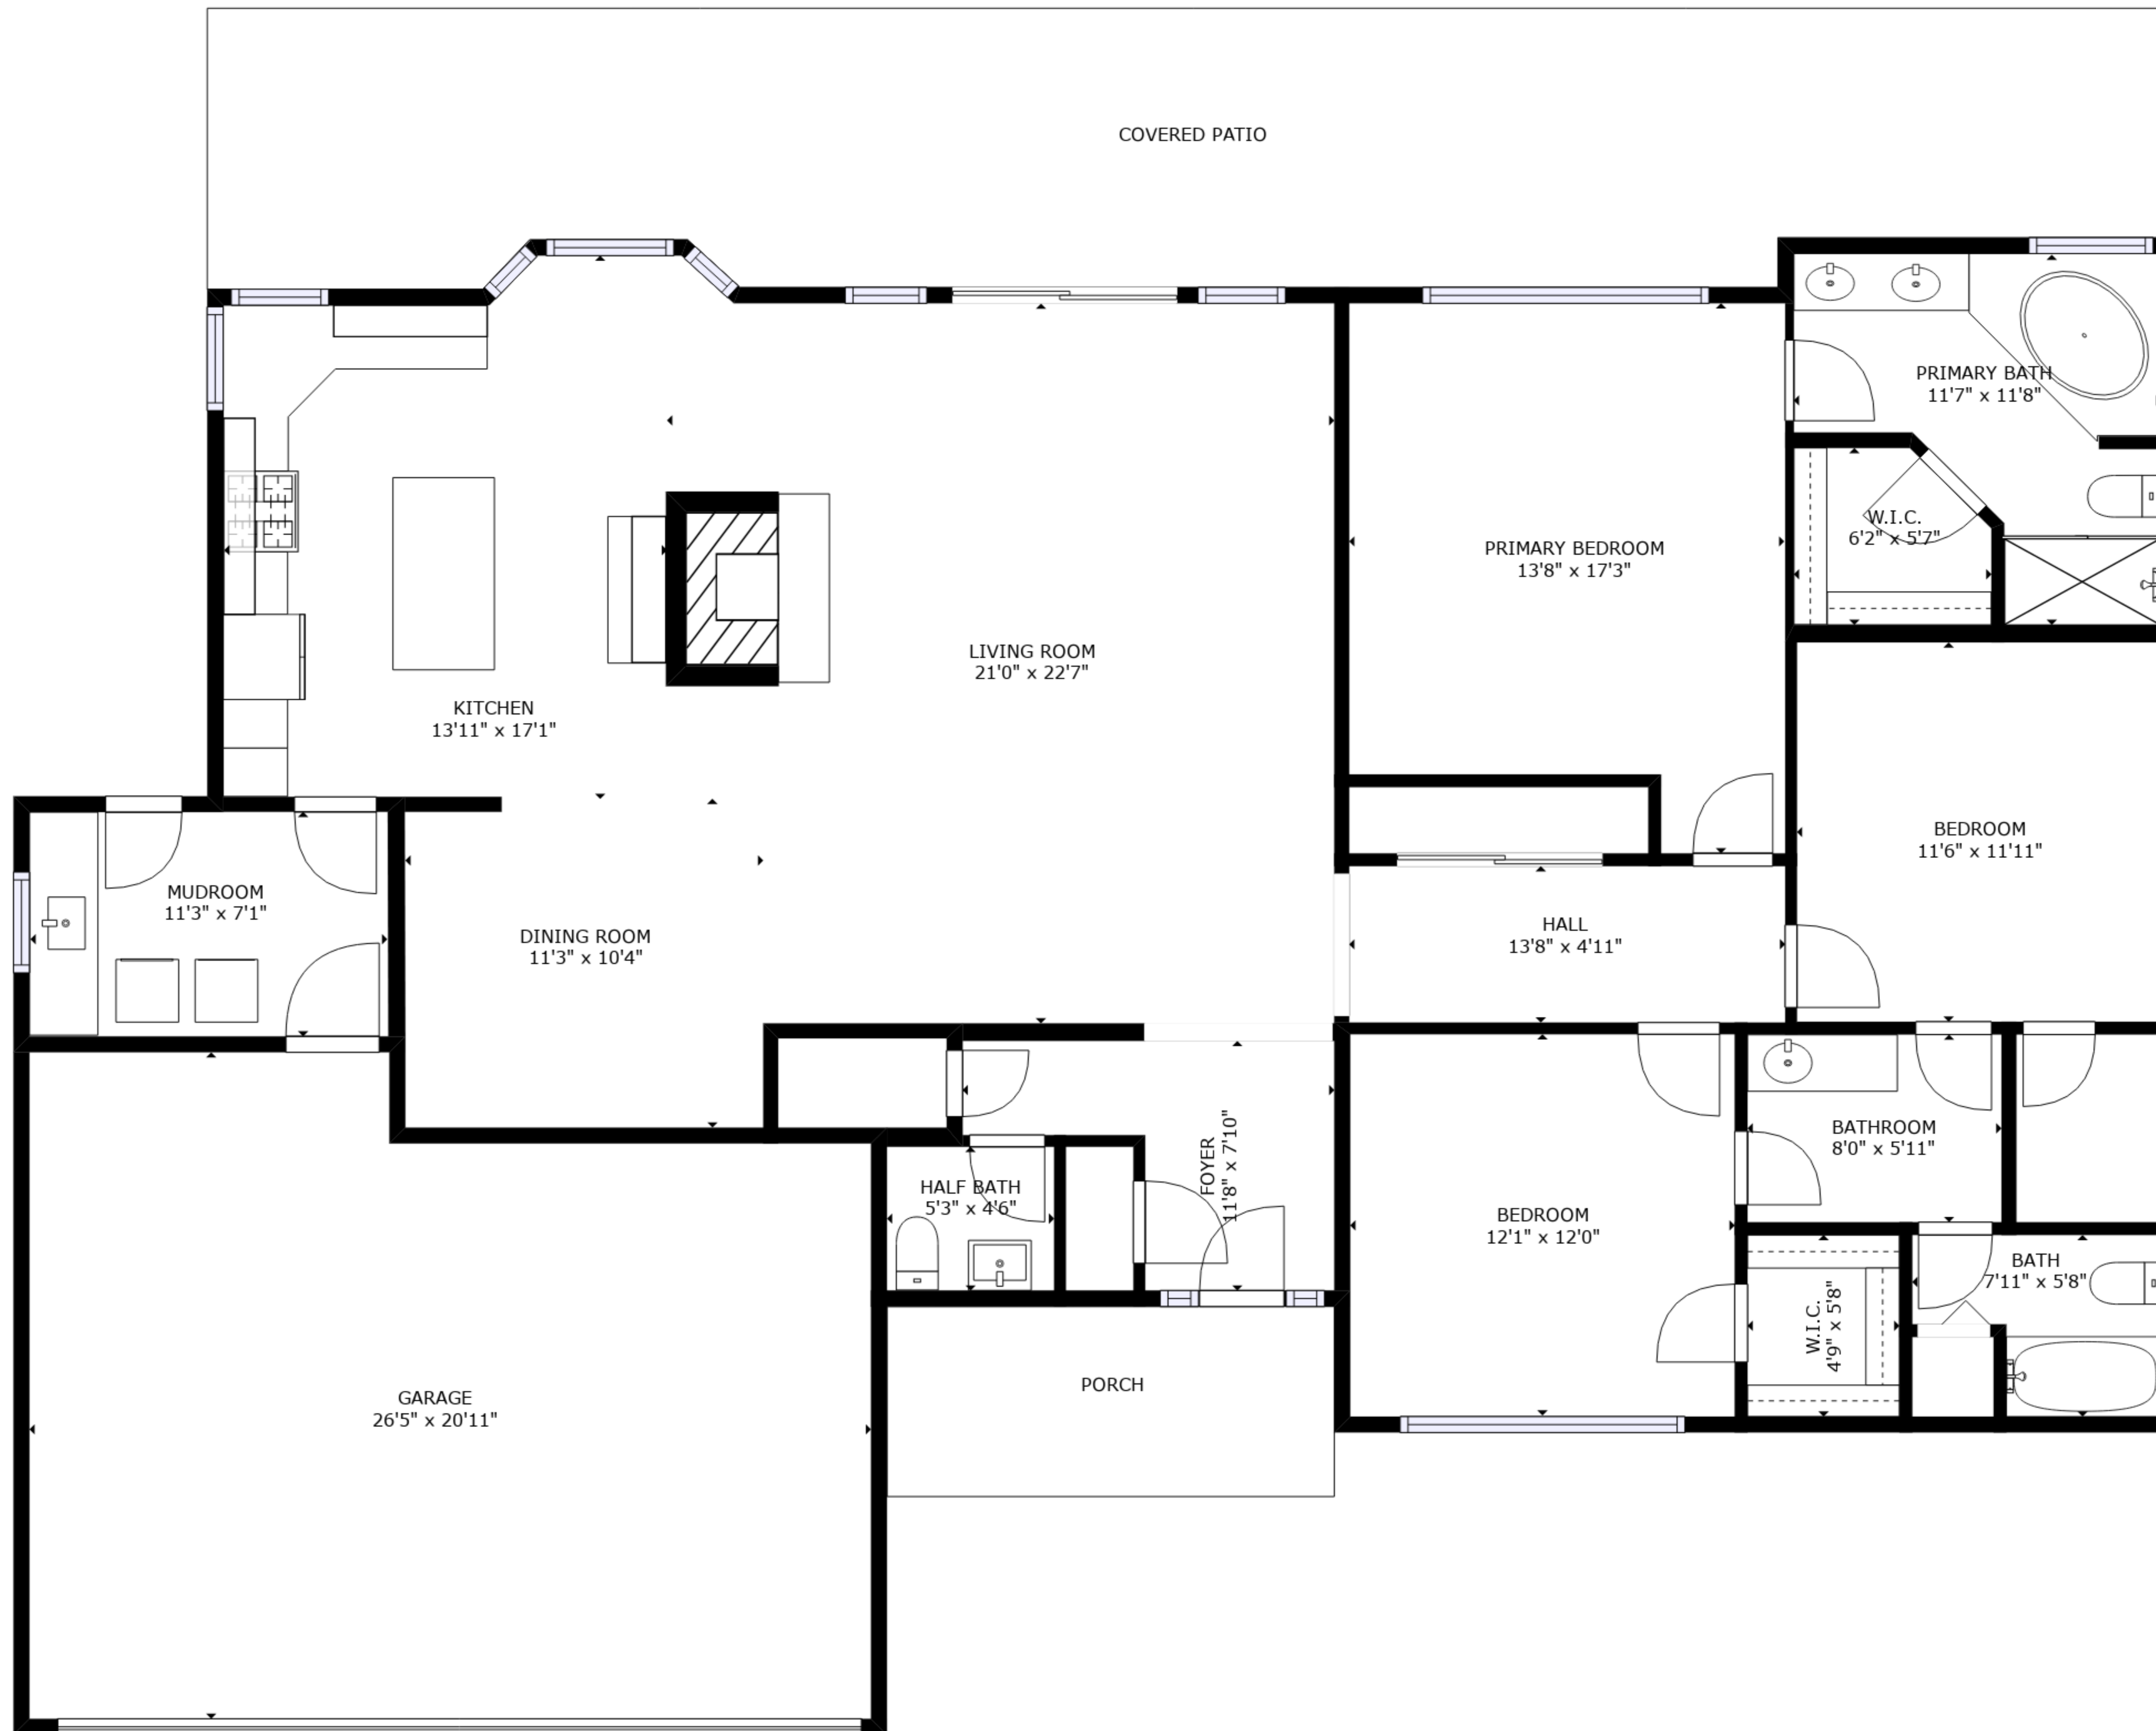 COVERED PATIO
PRIMARY BATH
11'7" x 11'8"
W.I.C.
6'2" x 5'7"
PRIMARY BEDROOM
13'8" x 17'3"
LIVING ROOM
21'0" x 22'7"
KITCHEN
13'11" x 17'1"
BEDROOM
11'6" x 11'11"
MUDROOM
11'3" x 7'1"
DINING ROOM
11'3" x 10'4"
HALL
13'8" x 4'11"
BATHROOM
8'0" x 5'11"
FOYER
11'8" x 7'10"
HALF BATH
5'3" x 4'6"
BEDROOM
12'1" x 12'0"
BATH
7'11" x 5'8"
W.I.C.
4'9" x 5'8"
PORCH
GARAGE
26'5" x 20'11"